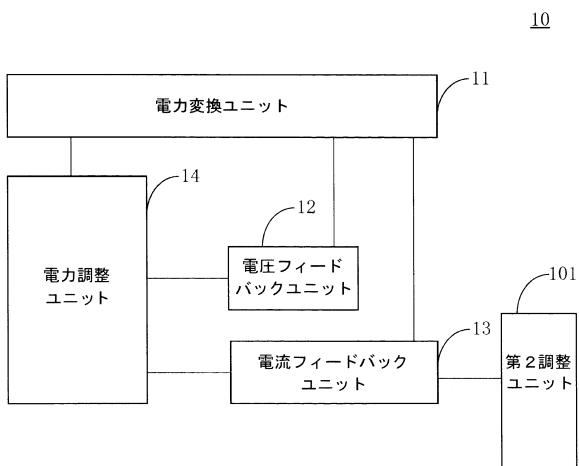 10
電力変換ユニット
11
14
12
電圧フィード
バックユニット
電力調整
ユニット
101
13
電流フィードバック
ユニット
第2調整
ユニット